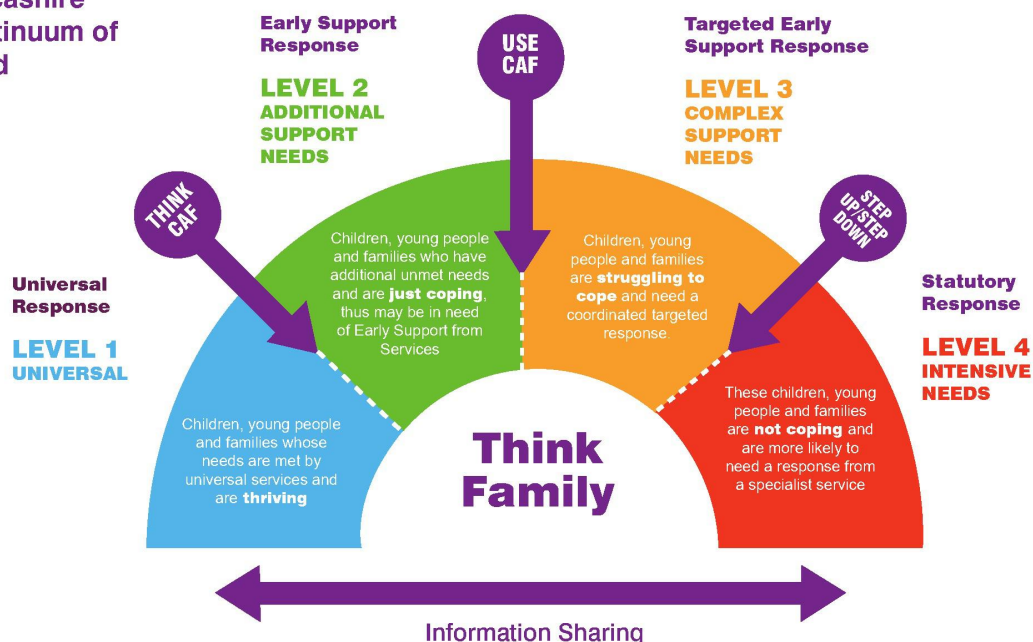 cashire
tinuum of
d
Early Support
Response
LEVEL 2
ADDITIONAL
SUPPORT
NEEDS
USE
CAF
Targeted Early
Support Response
LEVEL 3
COMPLEX
SUPPORT
NEEDS
THINK
CAF
STEP
UP/STEP
DOWN
Universal
Response
LEVEL 1
UNIVERSAL
Children, young people
and families who have
additional unmet needs
and are just coping,
thus may be in need
of Early Support from
Services
Children, young
people and families
are struggling to
cope and need a
coordinated targeted
response.
Statutory
Response
LEVEL 4
INTENSIVE
NEEDS
Children, young people
and families whose
needs are met by
universal services and
are thriving
These children, young
people and families
are not coping and
are more likely to
need a response from
a specialist service
Think
Family
Information Sharing